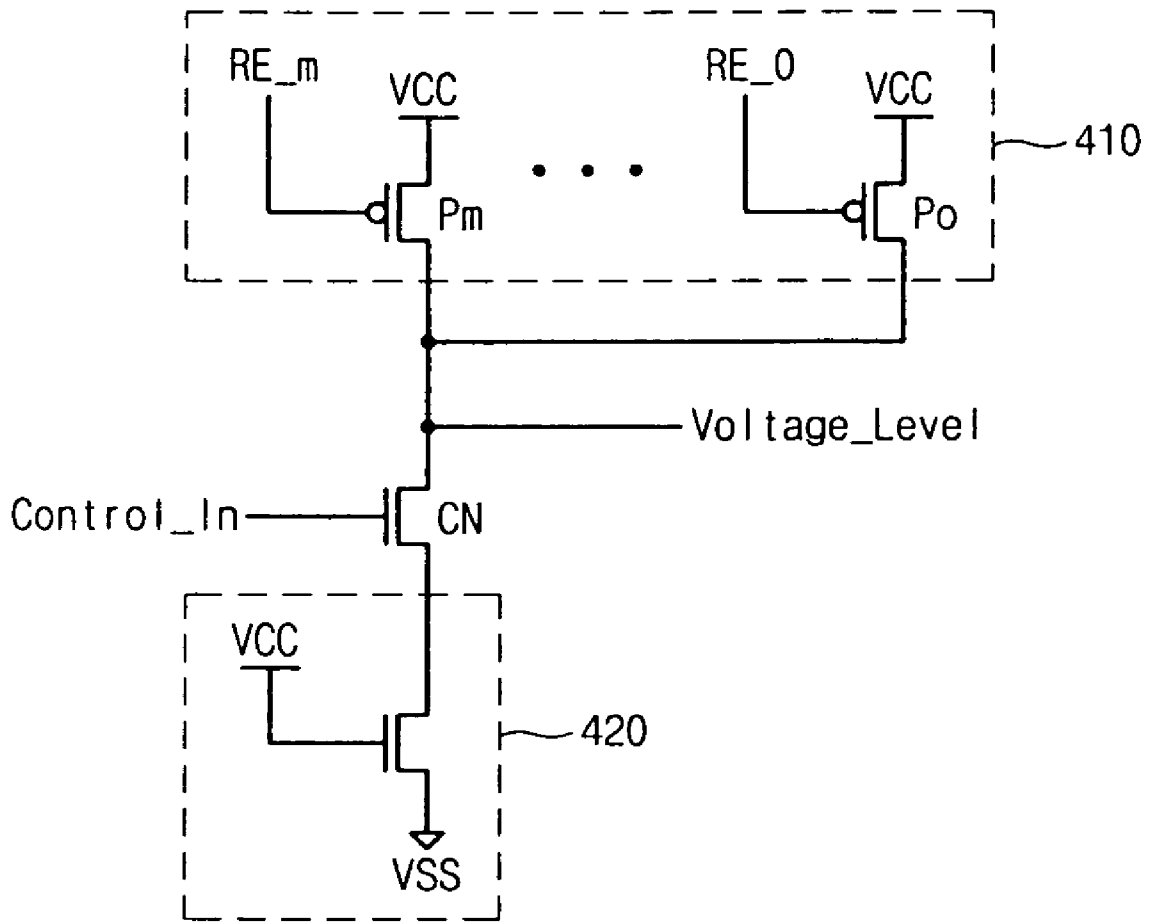 RE_m
RE_0
VCC
VCC
410
Pm
Po
Voltage_Level
Control_In
CN
VCC
420
VSS